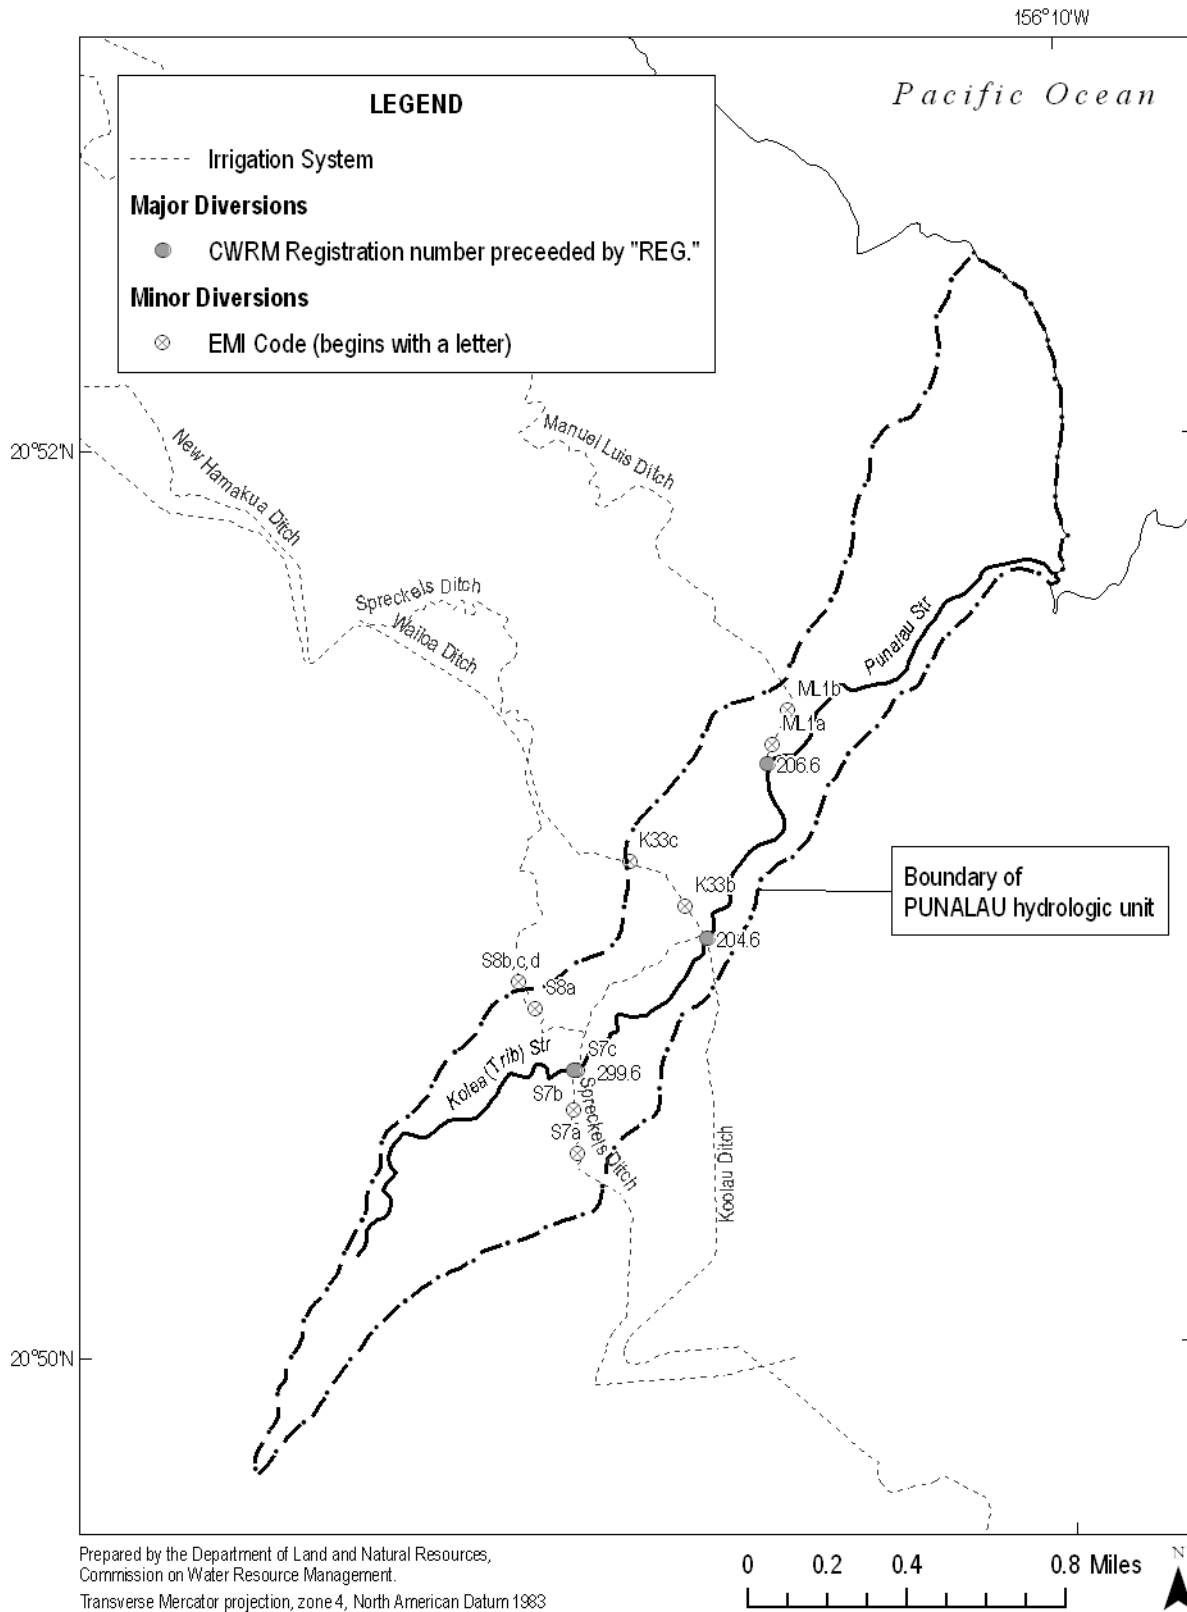 156°10'W
Pacific Ocean
LEGEND
Irrigation System
Major Diversions
CWRM Registration number preceeded by "REG."
Minor Diversions
EMI Code (begins with a letter)
20°52'N
New Hamakua Ditch
Manuel Luis Ditch
Spreckels Ditch
Wailoa Ditch
Punalau Str
ML1b
ML1a
206.6
K33c
K33b
204.6
Boundary of
PUNALAU hydrologic unit
S8b,c,d
S8a
Kolea (Trib) Str
S7c
299.6
S7b
S7a
Spreckels Ditch
Koolau Ditch
20°50'N
Prepared by the Department of Land and Natural Resources,
Commission on Water Resource Management.
Transverse Mercator projection, zone 4, North American Datum 1983
0 0.2 0.4 0.8 Miles
N